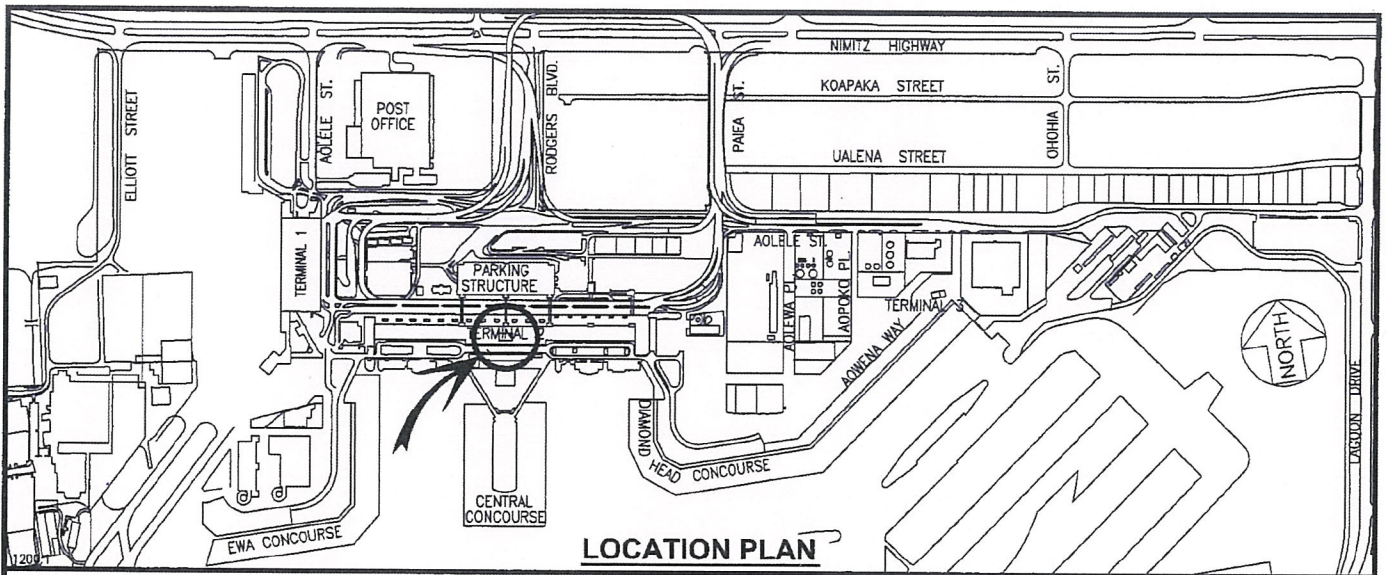 NIMITZ HIGHWAY
KOAPAKA STREET
UALENA STREET
ELLIOTT STREET
AOLELE ST.
POST
OFFICE
RODGERS BLVD.
PAIEA ST.
OHOHIA ST.
TERMINAL 1
PARKING
STRUCTURE
ERMINAL
AOLELE ST.
AOLEWA PL.
AOPOKO PL.
TERMINAL 3
AOWENA WAY
NORTH
LAGOON DRIVE
DIAMOND
HEAD CONCOURSE
CENTRAL
CONCOURSE
EWA CONCOURSE
LOCATION PLAN